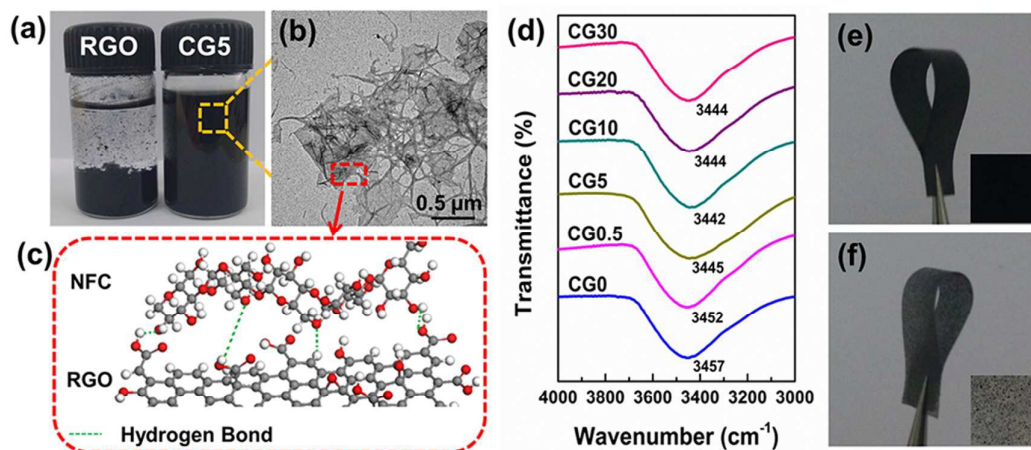 (a)
RGO
CG5
(b)
0.5 μm
(c)
NFC
RGO
Hydrogen Bond
(d)
Transmittance (%)
CG30
3444
CG20
3444
CG10
3442
CG5
3445
CG0.5
3452
CG0
3457
4000 3800 3600 3400 3200 3000
Wavenumber (cm⁻¹)
(e)
(f)